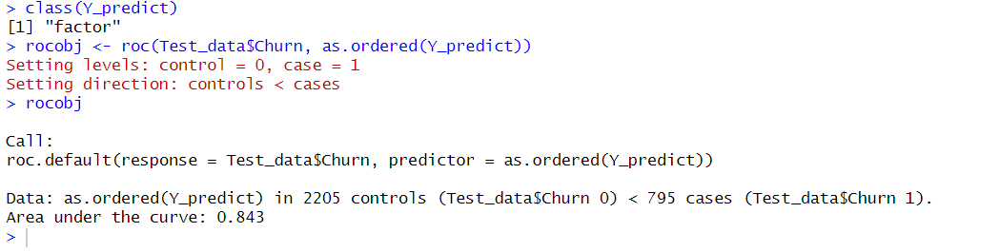 > class(Y_predict)
[1] "factor"
> rocobj <- roc(Test_data$Churn, as.ordered(Y_predict))
Setting levels: control = 0, case = 1
Setting direction: controls < cases
> rocobj
Call:
roc.default(response = Test_data$Churn, predictor = as.ordered(Y_predict))
Data: as.ordered(Y_predict) in 2205 controls (Test_data$Churn 0) < 795 cases (Test_data$Churn 1).
Area under the curve: 0.843
>